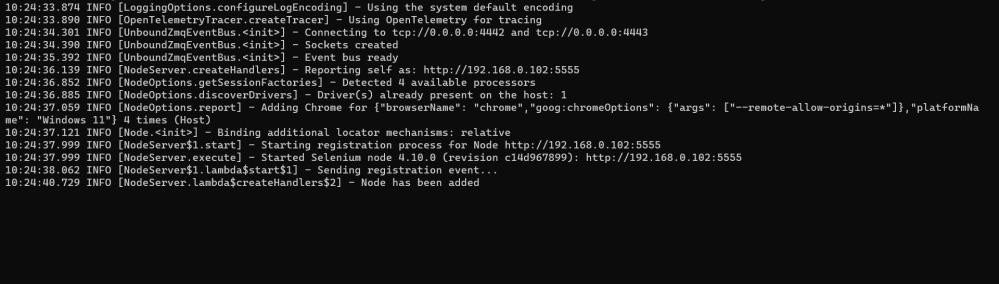 10:24:33.874 INFO [LoggingOptions.configureLogEncoding] - Using the system default encoding
10:24:33.890 INFO [OpenTelemetryTracer.createTracer] - Using OpenTelemetry for tracing
10:24:34.301 INFO [UnboundZmqEventBus.<init>] - Connecting to tcp://0.0.0.0:4442 and tcp://0.0.0.0:4443
10:24:34.390 INFO [UnboundZmqEventBus.<init>] - Sockets created
10:24:35.392 INFO [UnboundZmqEventBus.<init>] - Event bus ready
10:24:36.139 INFO [NodeServer.createHandlers] - Reporting self as: http://192.168.0.102:5555
10:24:36.852 INFO [NodeOptions.getSessionFactories] - Detected 4 available processors
10:24:36.885 INFO [NodeOptions.discoverDrivers] - Driver(s) already present on the host: 1
10:24:37.059 INFO [NodeOptions.report] - Adding Chrome for {"browserName": "chrome","goog:chromeOptions": {"args": ["--remote-allow-origins=*"]},"platformNa
me": "Windows 11"} 4 times (Host)
10:24:37.121 INFO [Node.<init>] - Binding additional locator mechanisms: relative
10:24:37.999 INFO [NodeServer$1.start] - Starting registration process for Node http://192.168.0.102:5555
10:24:37.999 INFO [NodeServer.execute] - Started Selenium node 4.10.0 (revision c14d967899): http://192.168.0.102:5555
10:24:38.062 INFO [NodeServer$1.lambda$start$1] - Sending registration event...
10:24:40.729 INFO [NodeServer.lambda$createHandlers$2] - Node has been added